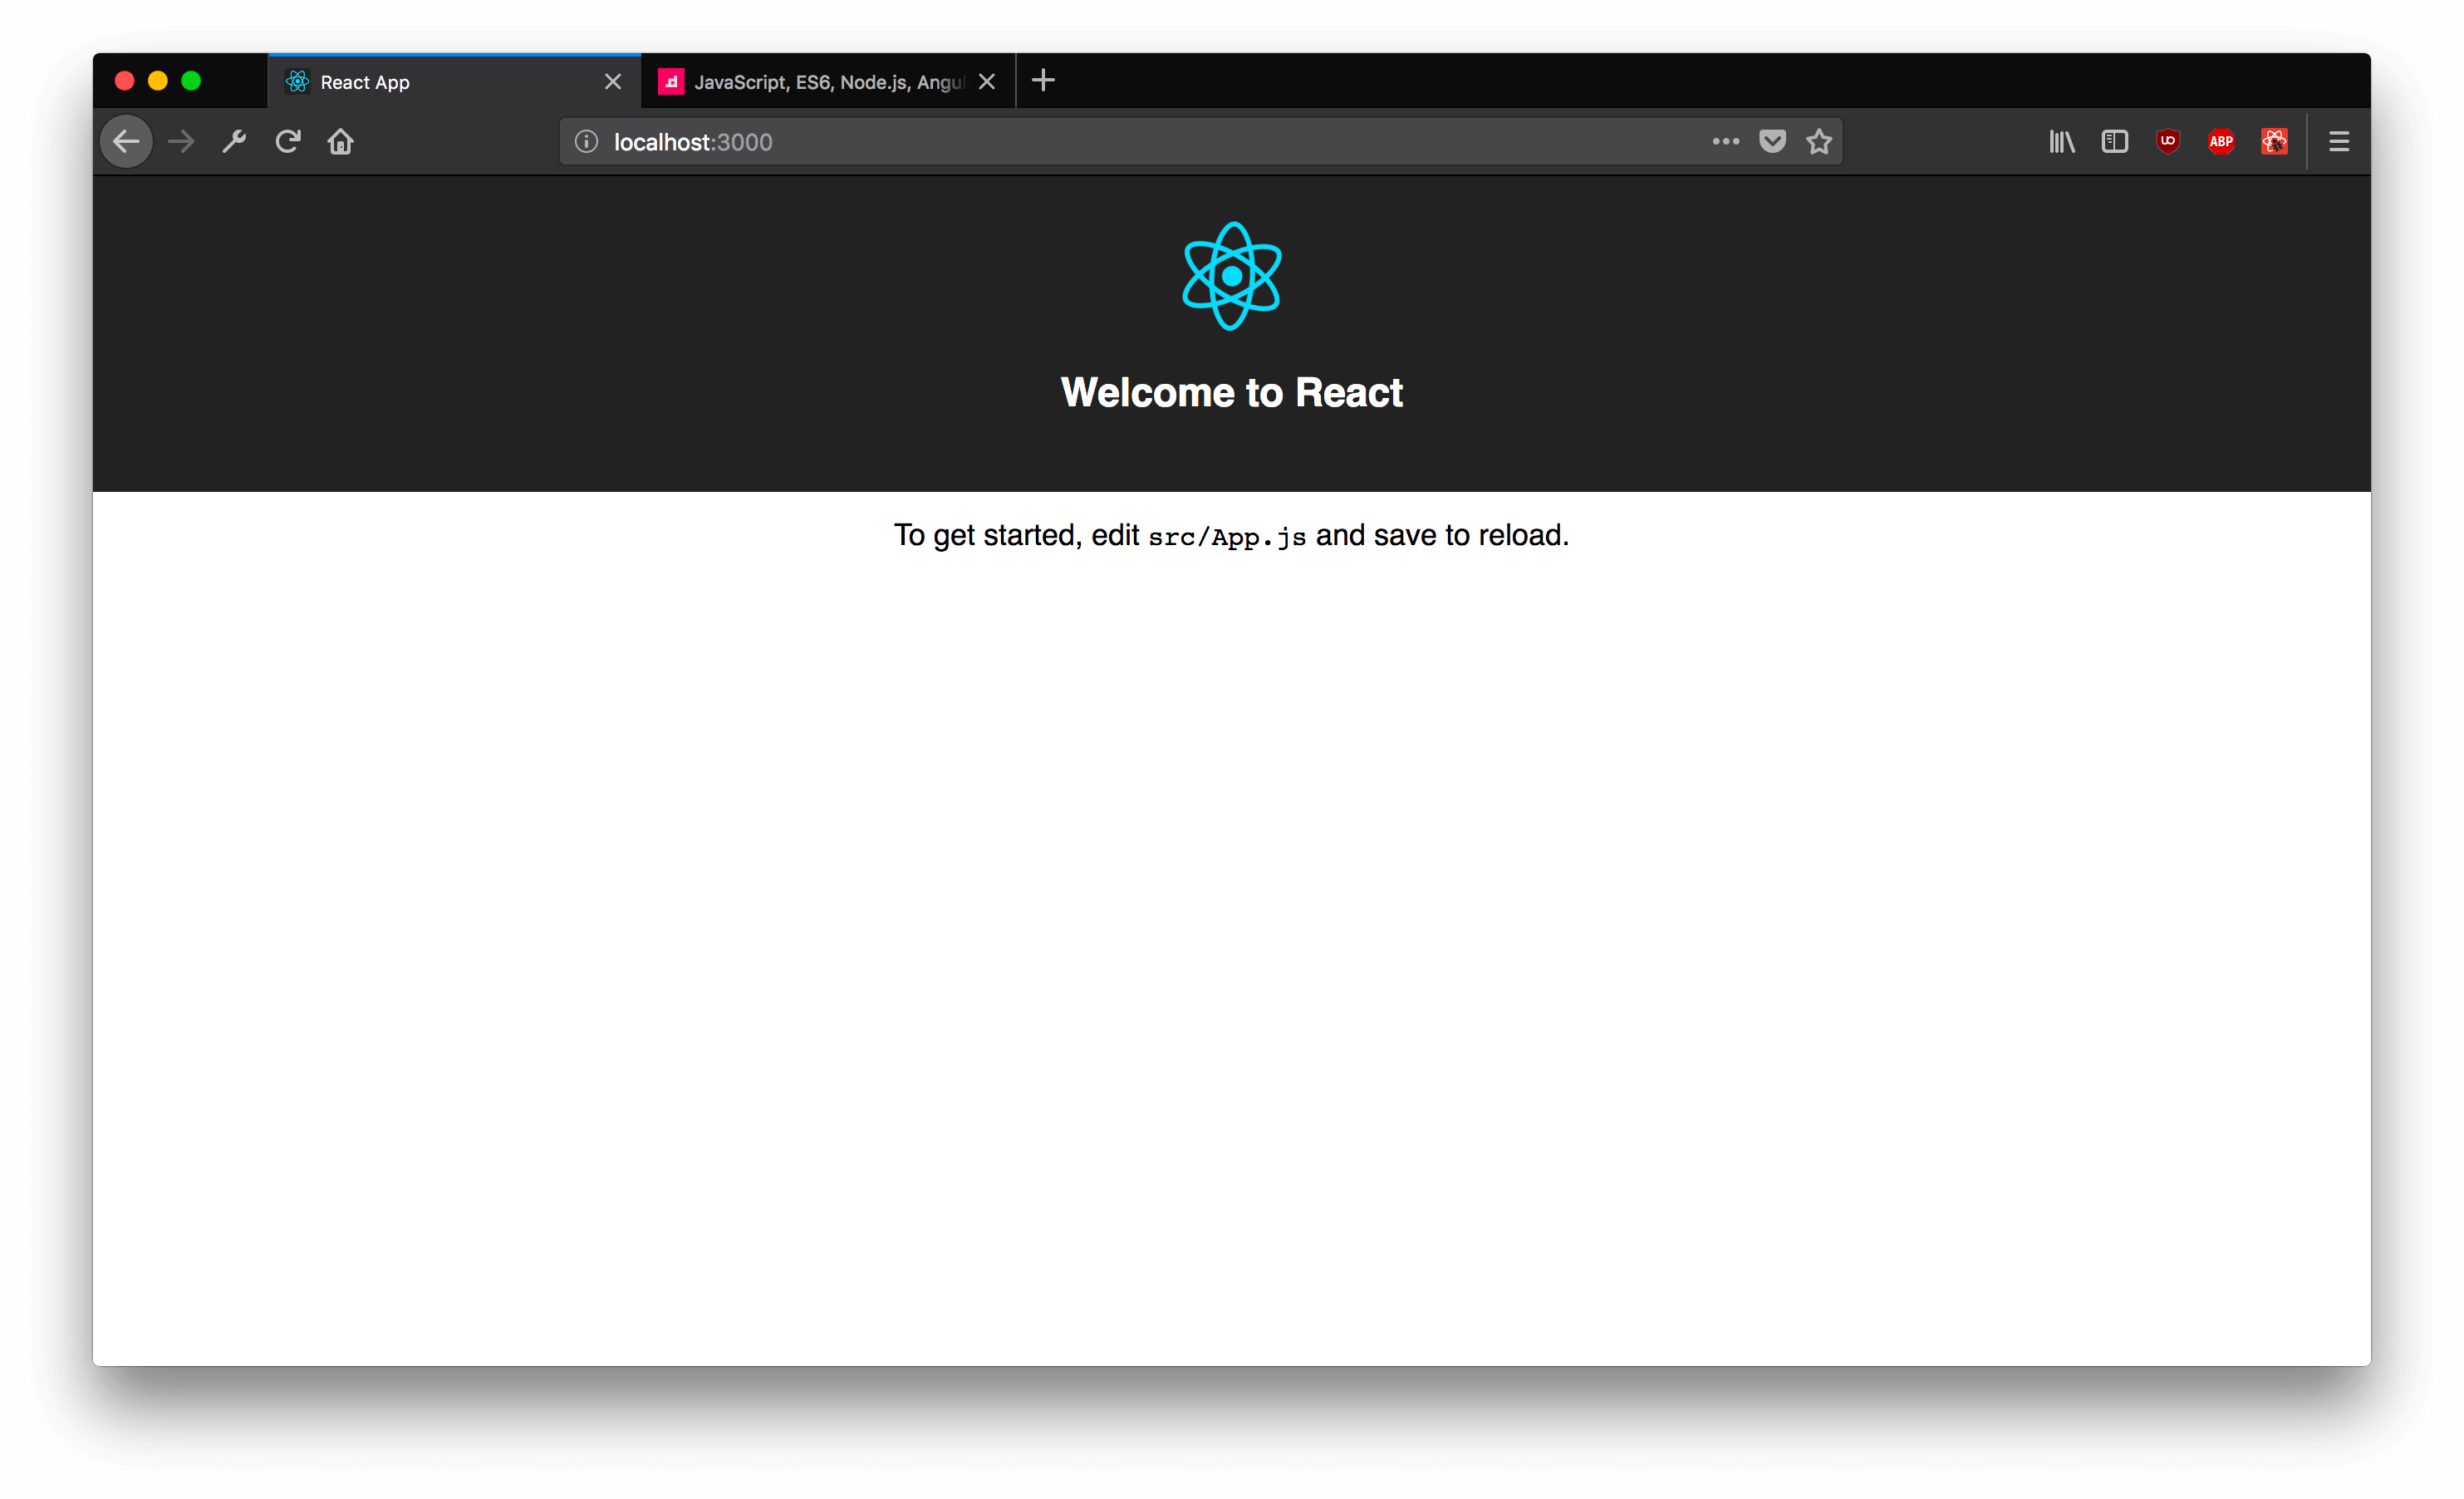 React App
JavaScript, ES6, Node.js, Angu
localhost:3000
UO
ABP
Welcome to React
To get started, edit src/App.js and save to reload.